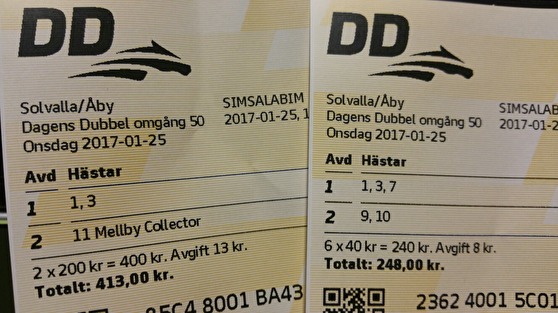 DD
Solvalla/Åby
Dagens Dubbel omgång 50
Onsdag 2017-01-25
SIMSALABIM
2017-01-25, 1
Avd Hästar
1 1, 3
2 11 Mellby Collector
2 x 200 kr = 400 kr. Avgift 13 kr.
Totalt: 413,00 kr.
8001 BA43
DD
Solvalla/Åby
Dagens Dubbel omgång 50
Onsdag 2017-01-25
SIMSALAB
2017-01-2
Avd Hästar
1 1, 3, 7
2 9, 10
6 x 40 kr = 240 kr. Avgift 8 kr.
Totalt: 248,00 kr.
2362 4001 5C01